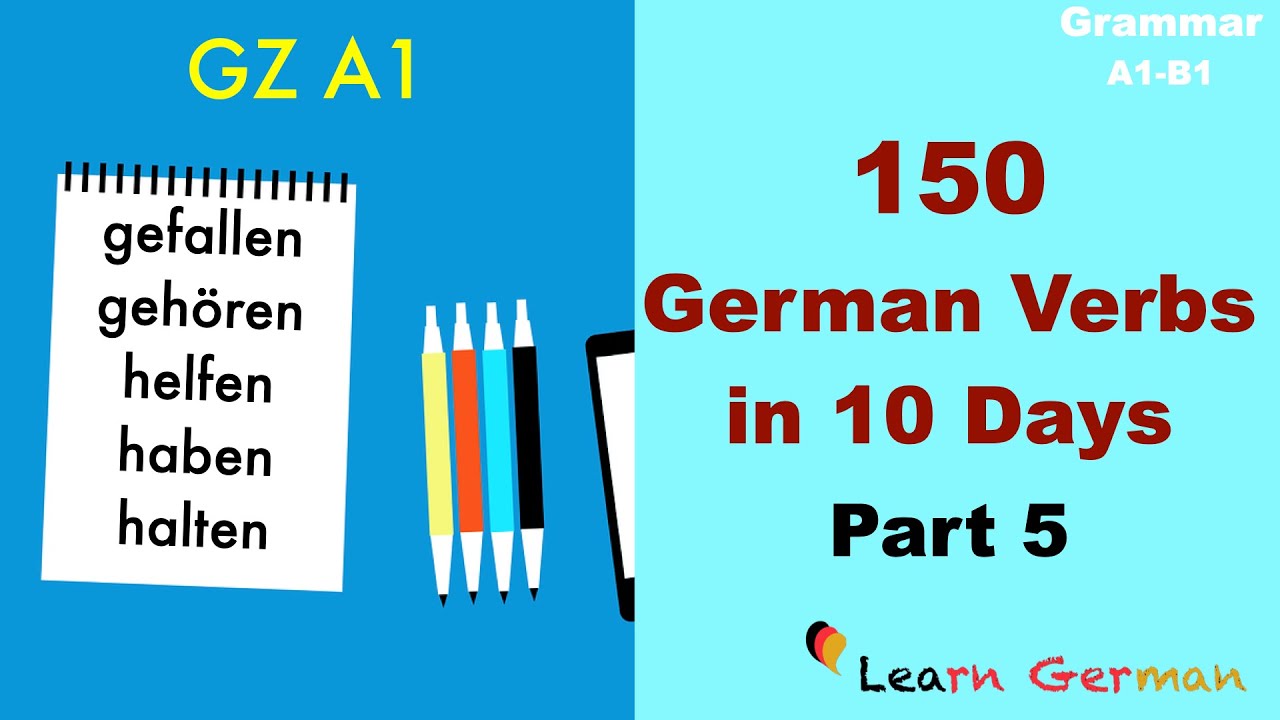 GZ A1
gefallen
gehören
helfen
haben
halten
Grammar
A1-B1
150
German Verbs
in 10 Days
Part 5
Learn German